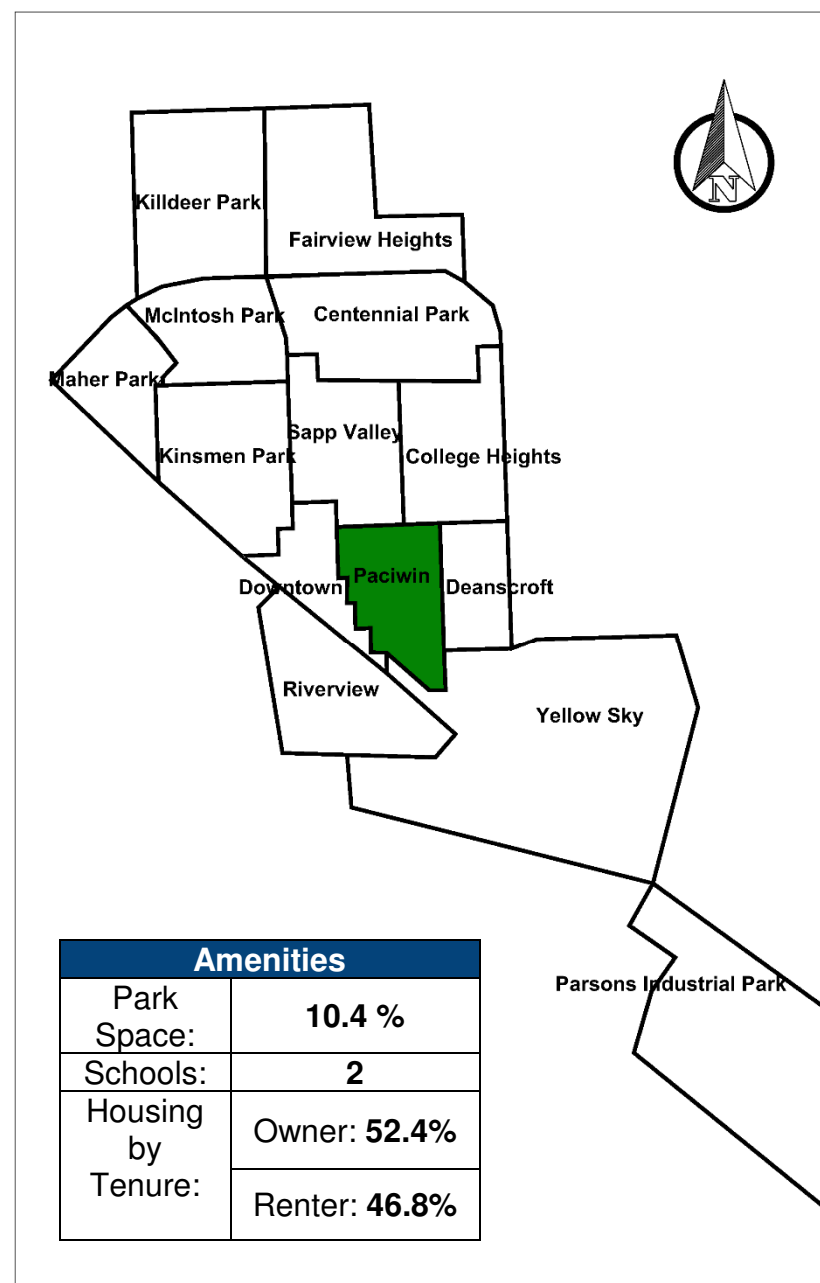 Killdeer Park
N
Fairview Heights
McIntosh Park
Centennial Park
Maher Park
Sapp Valley
Kinsmen Park
College Heights
Downtown
Paciwin
Deanscroft
Riverview
Yellow Sky
Parsons Industrial Park
Amenities
Park
Space:
10.4 %
Schools:
2
Housing
by
Tenure:
Owner: 52.4%
Renter: 46.8%